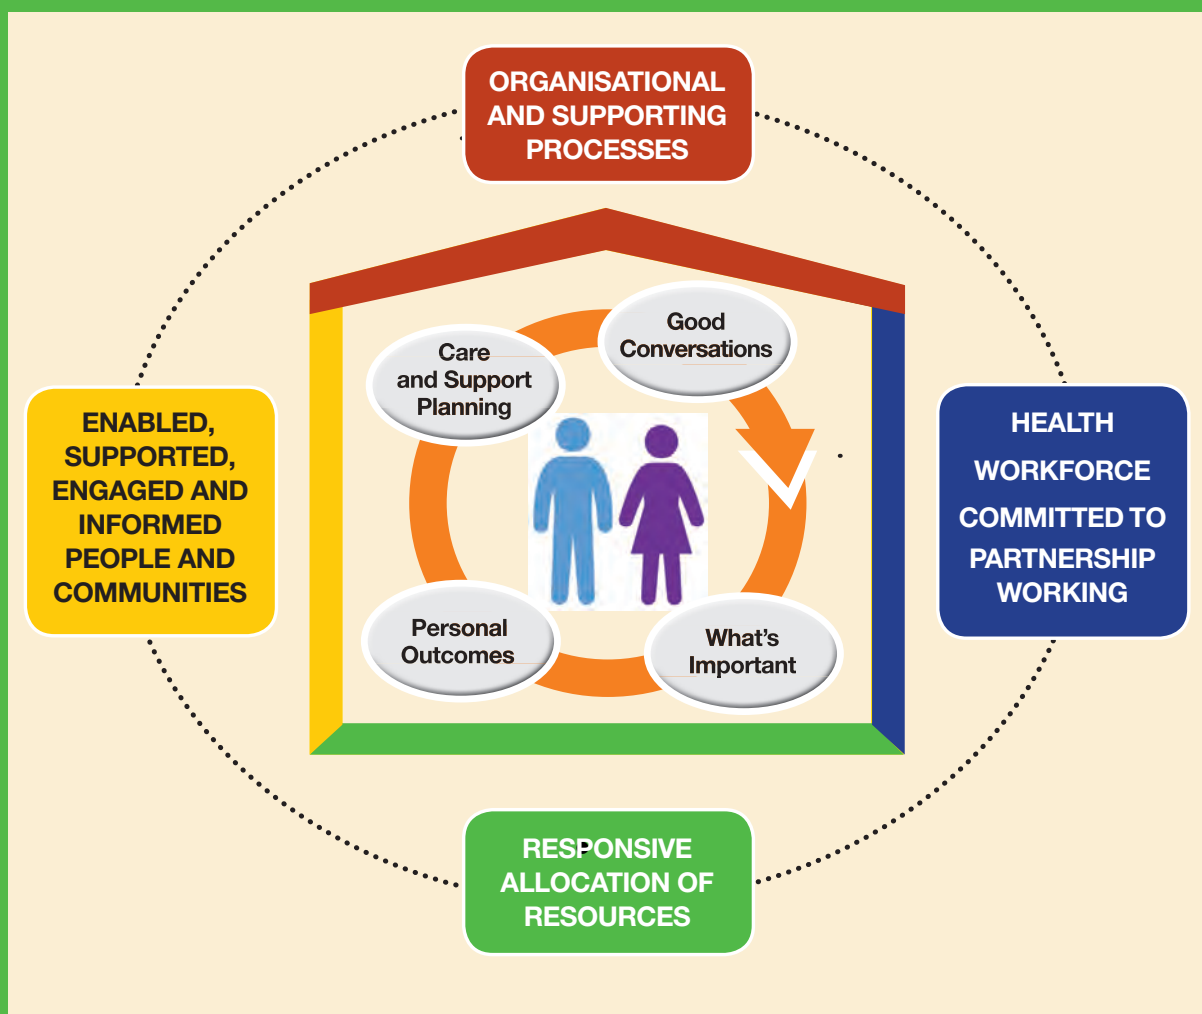 ORGANISATIONAL
AND SUPPORTING
PROCESSES
Good
Conversations
Care
and Support
Planning
ENABLED,
SUPPORTED,
ENGAGED AND
INFORMED
PEOPLE AND
COMMUNITIES
HEALTH
WORKFORCE
COMMITTED TO
PARTNERSHIP
WORKING
Personal
Outcomes
What's
Important
RESPONSIVE
ALLOCATION OF
RESOURCES